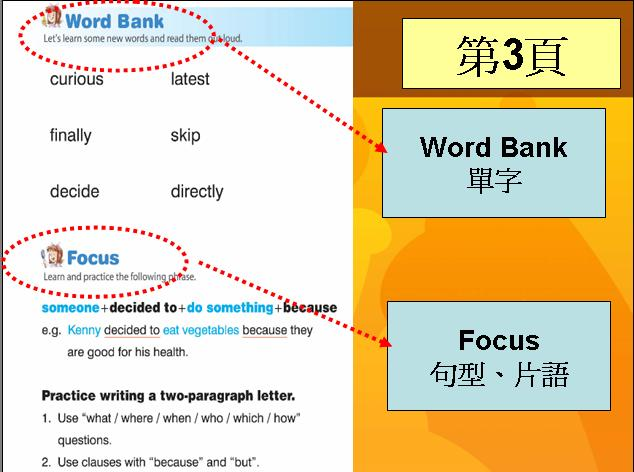 Word Bank
Let's learn some new words and read them out loud.
curious latest
finally skip
decide directly
Focus
Learn and practice the following phrase.
someone+decided to+do something+because
e.g. Kenny decided to eat vegetables because they
are good for his health.
Practice writing a two-paragraph letter.
1. Use “what / where / when / who / which / how”
questions.
2. Use clauses with “because” and “but”.
第3頁
Word Bank
單字
Focus
句型、片語